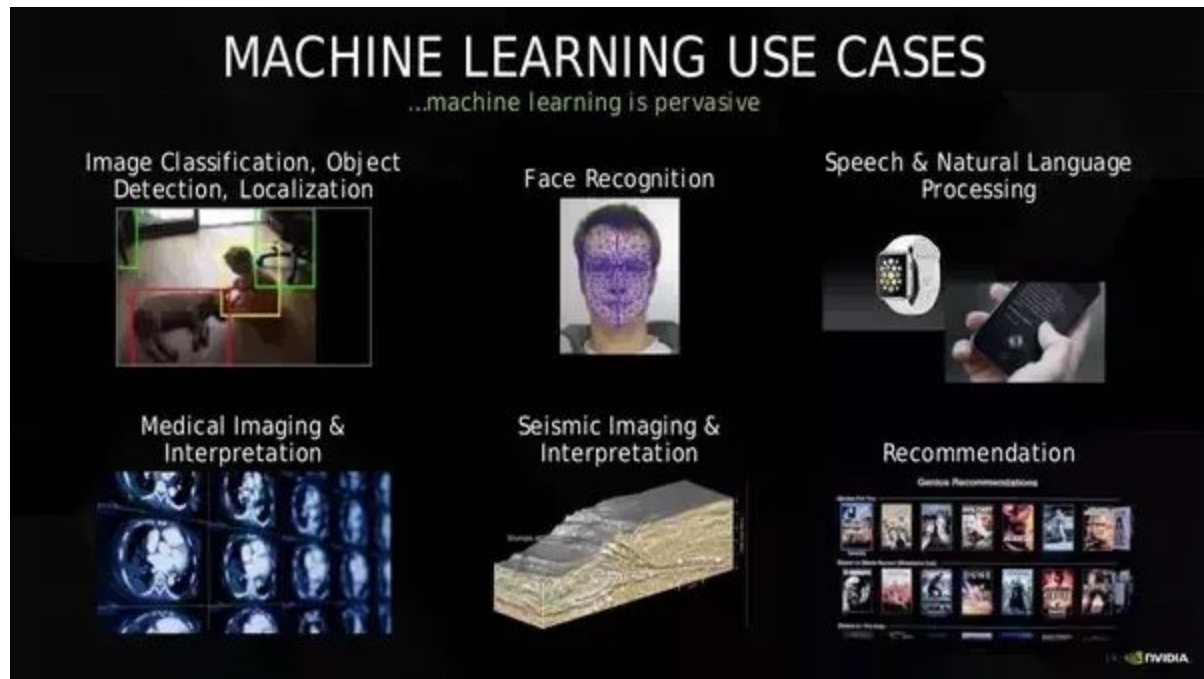 MACHINE LEARNING USE CASES
...machine learning is pervasive
Image Classification, Object
Detection, Localization
Face Recognition
Speech & Natural Language
Processing
Medical Imaging &
Interpretation
Seismic Imaging &
Interpretation
Recommendation
Genius Recommendations
NVIDIA